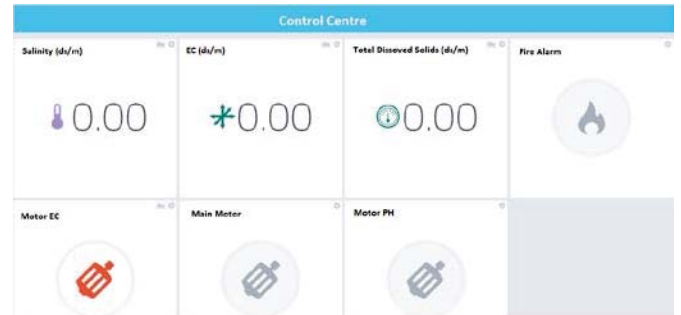 Control Centre
Salinity (ds/m)
EC (ds/m)
Total Dissoved Solids (ds/m)
Fire Alarm
0.00
0.00
0.00
Motor EC
Main Motor
Motor PH